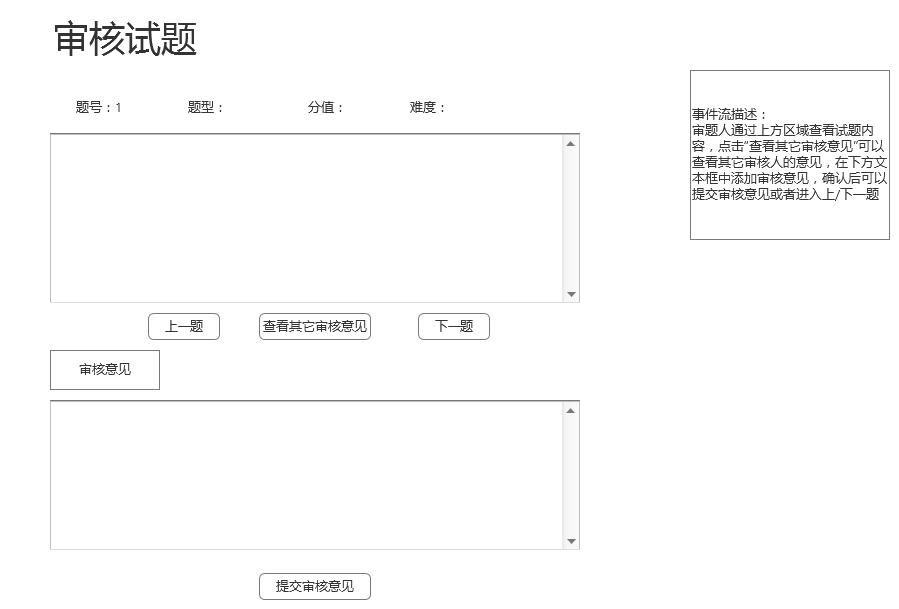 审核试题
题号：1 题型： 分值： 难度：
事件流描述：
审题人通过上方区域查看试题内
容，点击“查看其它审核意见”可以
查看其它审核人的意见，在下方文
本框中添加审核意见，确认后可以
提交审核意见或者进入上/下一题
上一题 查看其它审核意见 下一题
审核意见
提交审核意见